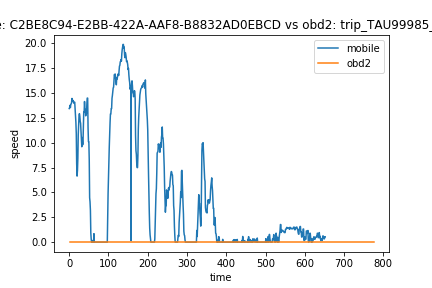 e: C2BE8C94-E2BB-422A-AAF8-B8832AD0EBCD vs obd2: trip_TAU99985_
mobile
obd2
20.0
17.5
15.0
12.5
10.0
7.5
5.0
2.5
0.0
speed
0 100 200 300 400 500 600 700 800
time